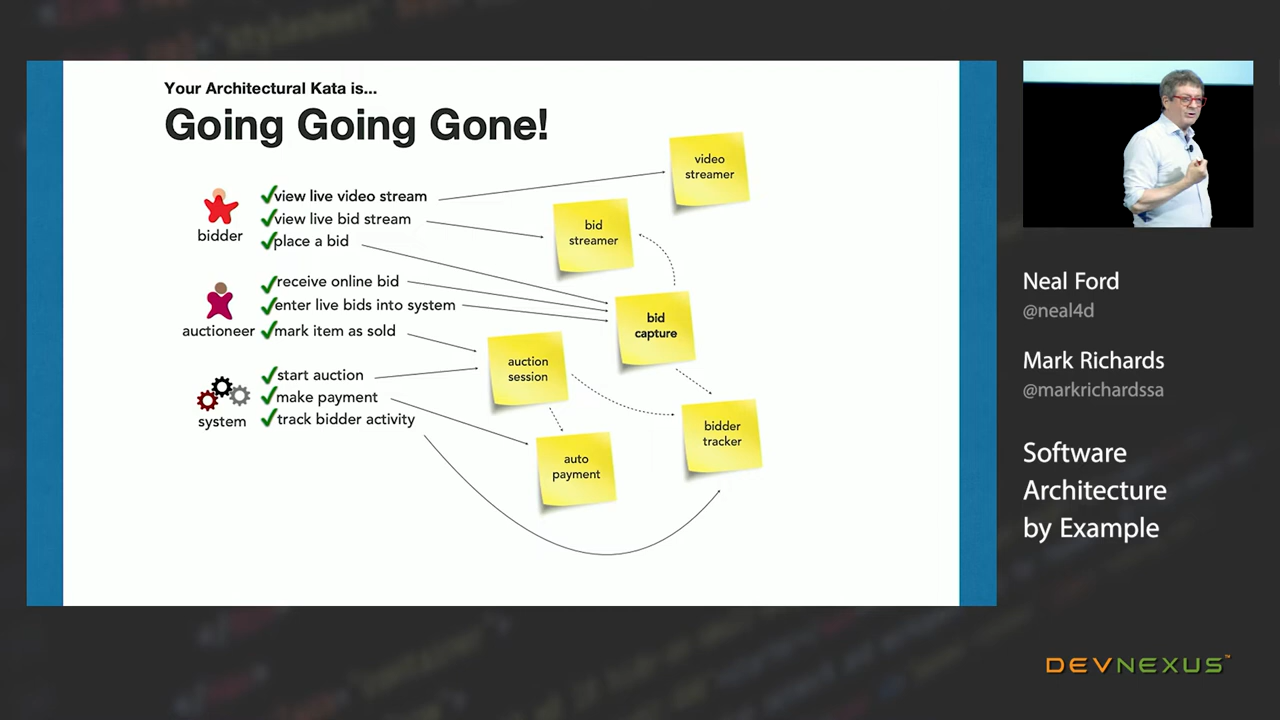 Your Architectural Kata is...
Going Going Gone!
bidder
view live video stream
view live bid stream
place a bid
auctioneer
receive online bid
enter live bids into system
mark item as sold
system
start auction
make payment
track bidder activity
video
streamer
bid
streamer
bid
capture
auction
session
bidder
tracker
auto
payment
Neal Ford
@neal4d
Mark Richards
@markrichardssa
Software
Architecture
by Example
DEVNEXUS™